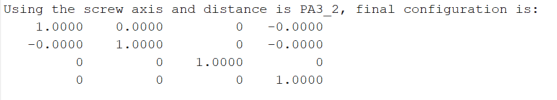 Using the screw axis and distance is PA3_2, final configuration is:
1.0000 0.0000 0 -0.0000
-0.0000 1.0000 0 -0.0000
0 0 1.0000 0
0 0 0 1.0000